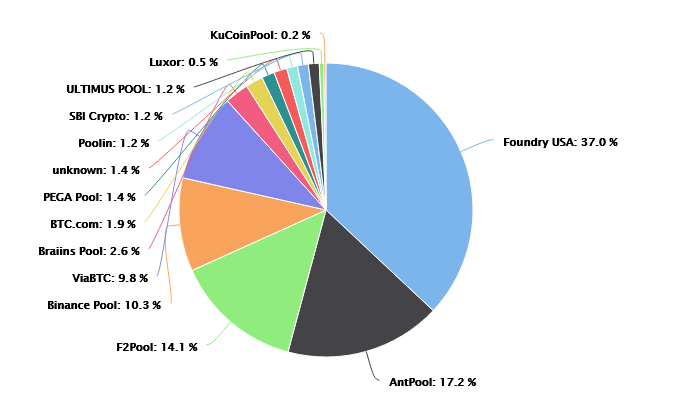 KuCoinPool: 0.2 %
Luxor: 0.5 %
ULTIMUS POOL: 1.2 %
SBI Crypto: 1.2 %
Poolin: 1.2 %
unknown: 1.4 %
PEGA Pool: 1.4 %
BTC.com: 1.9 %
Braiins Pool: 2.6 %
ViaBTC: 9.8 %
Binance Pool: 10.3 %
F2Pool: 14.1 %
AntPool: 17.2 %
Foundry USA: 37.0 %